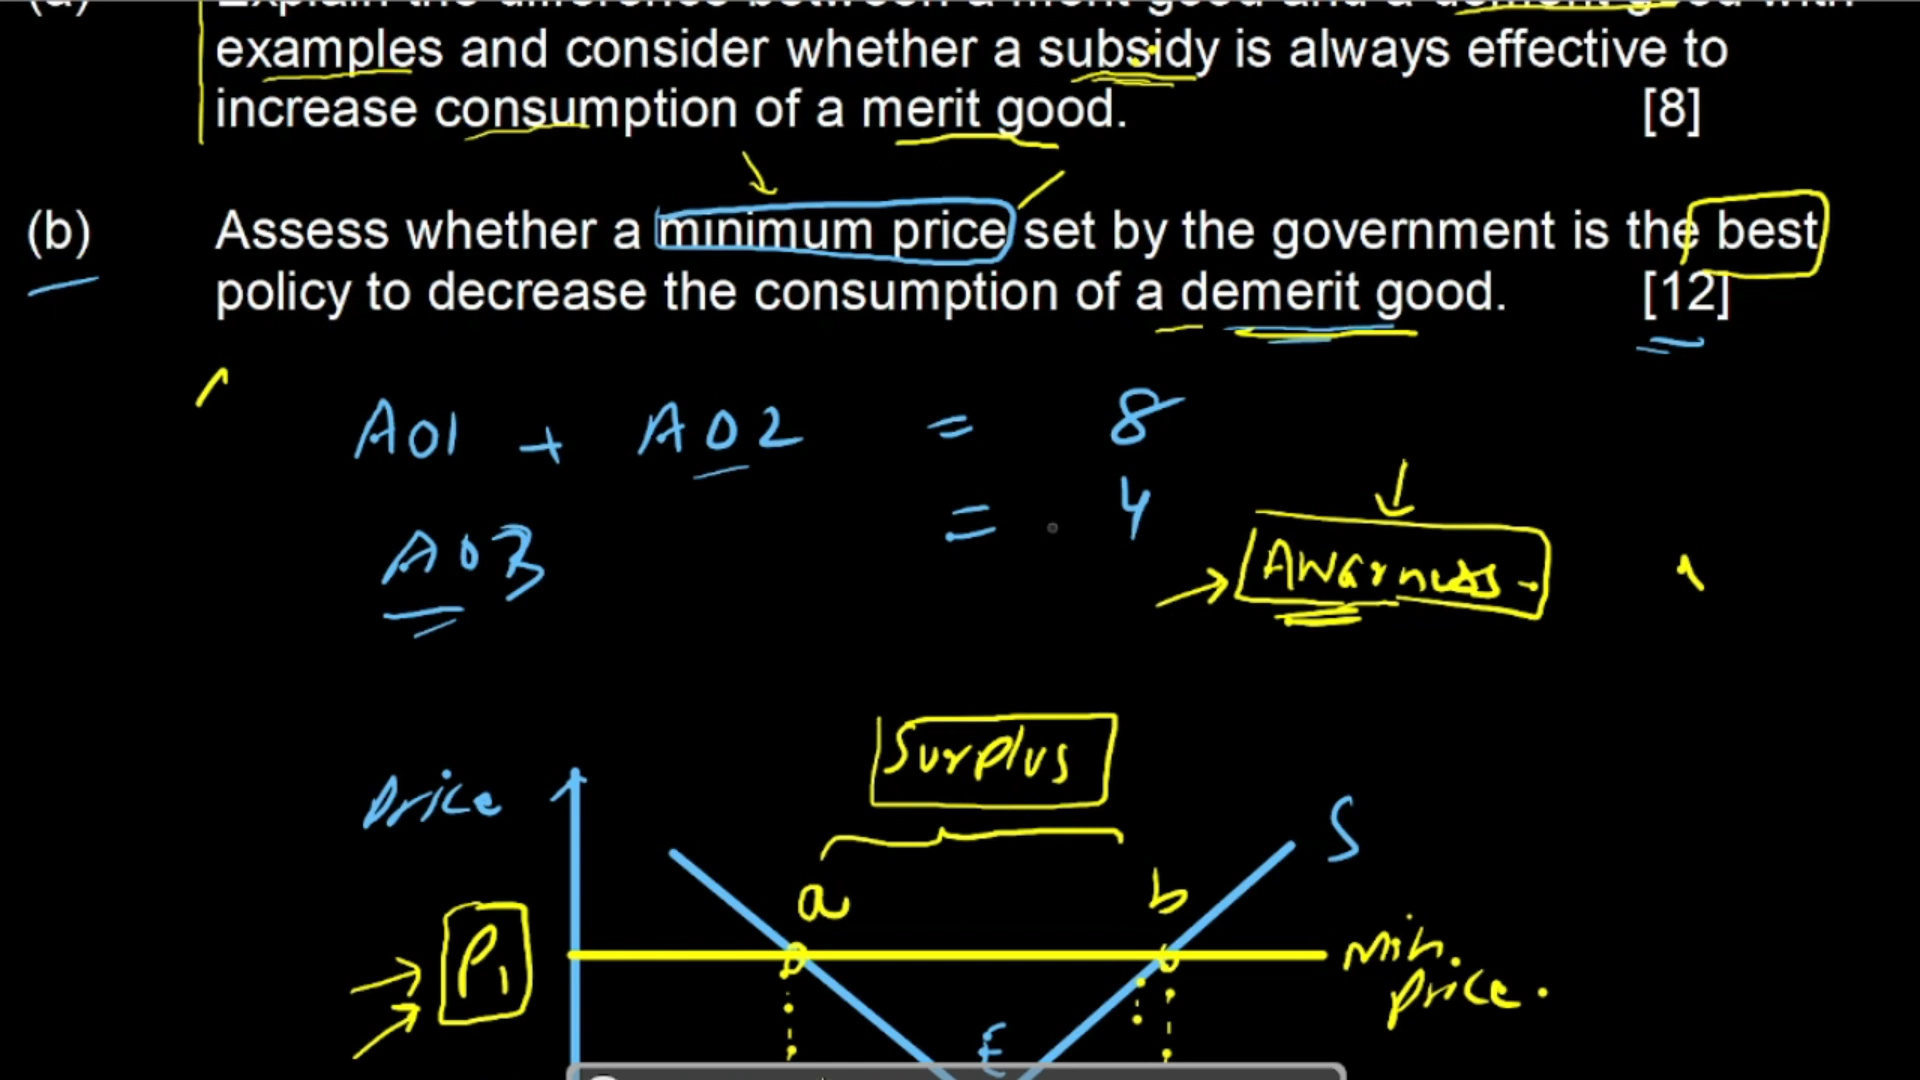 examples and consider whether a subsidy is always effective to
increase consumption of a merit good. [8]
(b) Assess whether a minimum price set by the government is the best
policy to decrease the consumption of a demerit good. [12]
AO1 + AO2 = 8
AO3 = 4
Awarness.
Surplus
Price
S
a b
P1
Min. Price.
E